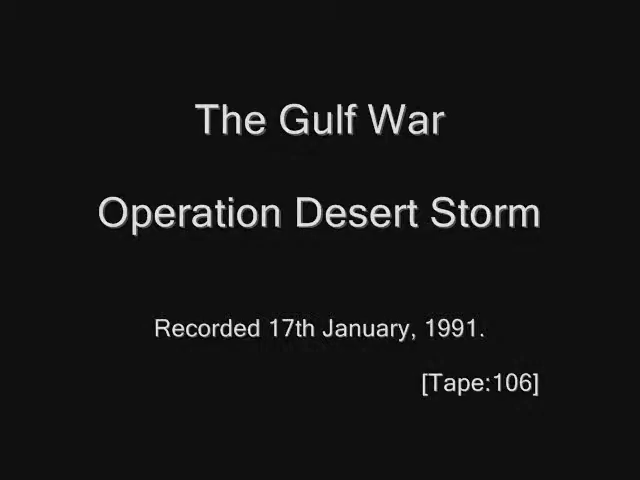 The Gulf War
Operation Desert Storm
Recorded 17th January, 1991.
[Tape:106]